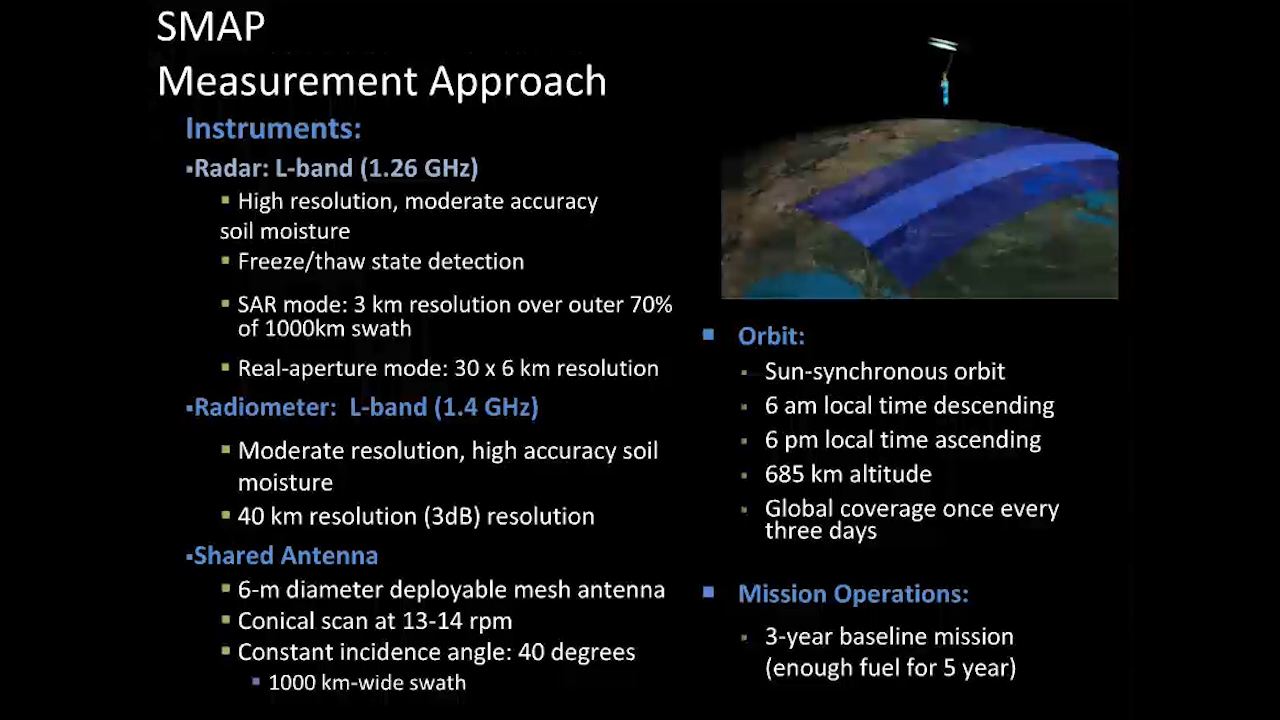 SMAP
Measurement Approach
Instruments:
▪Radar: L-band (1.26 GHz)
▪ High resolution, moderate accuracy
soil moisture
▪ Freeze/thaw state detection
▪ SAR mode: 3 km resolution over outer 70%
of 1000km swath
▪ Real-aperture mode: 30 x 6 km resolution
▪Radiometer: L-band (1.4 GHz)
▪ Moderate resolution, high accuracy soil
moisture
▪ 40 km resolution (3dB) resolution
▪Shared Antenna
▪ 6-m diameter deployable mesh antenna
▪ Conical scan at 13-14 rpm
▪ Constant incidence angle: 40 degrees
▪ 1000 km-wide swath
▪ Orbit:
▪ Sun-synchronous orbit
▪ 6 am local time descending
▪ 6 pm local time ascending
▪ 685 km altitude
▪ Global coverage once every
three days
▪ Mission Operations:
▪ 3-year baseline mission
(enough fuel for 5 year)